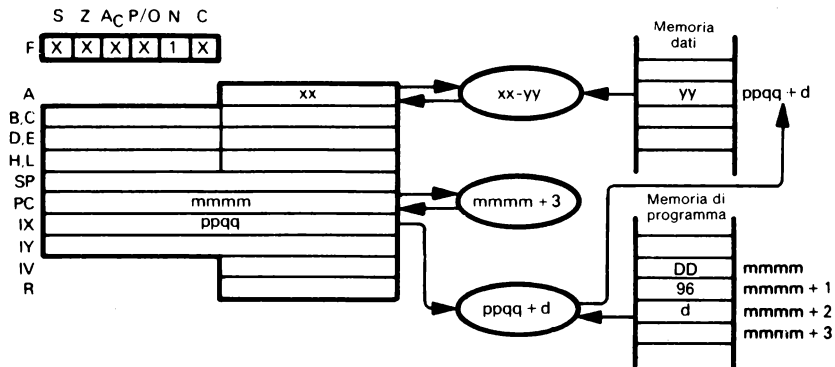 S Z AC P/O N C
F X X X X 1 X
Memoria
dati
A xx
xx-yy
yy ppqq + d
B,C
D,E
H,L
SP
PC mmmm
mmmm + 3
IX ppqq
IY
IV
R
ppqq + d
Memoria di
programma
DD mmmm
96 mmmm + 1
d mmmm + 2
mmmm + 3